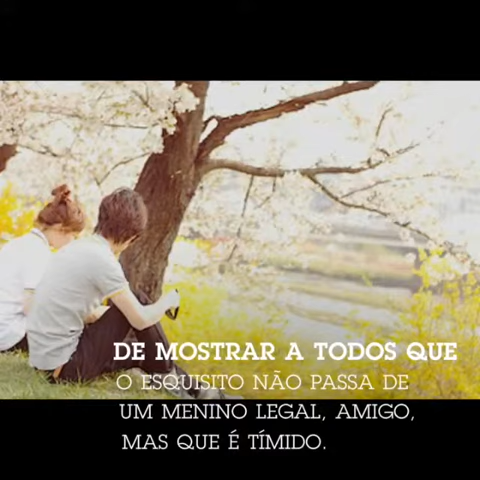 DE MOSTRAR A TODOS QUE
O ESQUISITO NÃO PASSA DE
UM MENINO LEGAL, AMIGO,
MAS QUE É TÍMIDO.